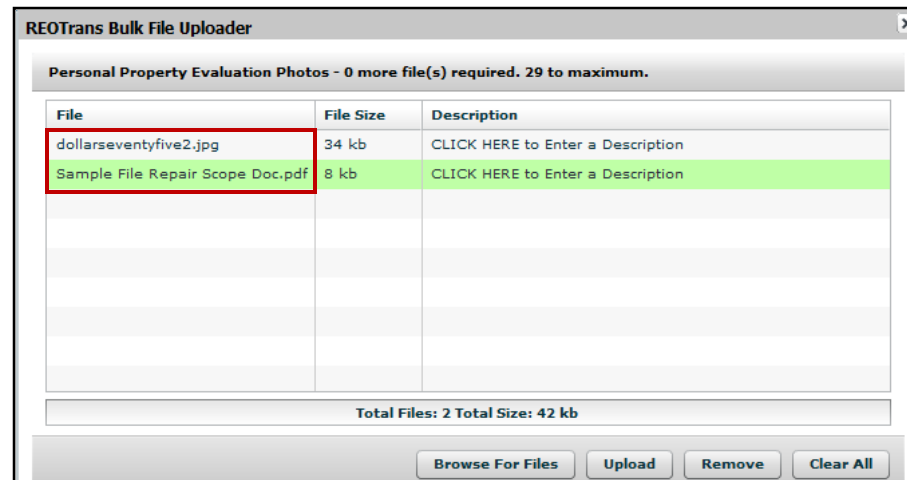 REOTrans Bulk File Uploader
Personal Property Evaluation Photos - 0 more file(s) required. 29 to maximum.
File File Size Description
dollarseventyfive2.jpg 34 kb CLICK HERE to Enter a Description
Sample File Repair Scope Doc.pdf 8 kb CLICK HERE to Enter a Description
Total Files: 2 Total Size: 42 kb
Browse For Files Upload Remove Clear All